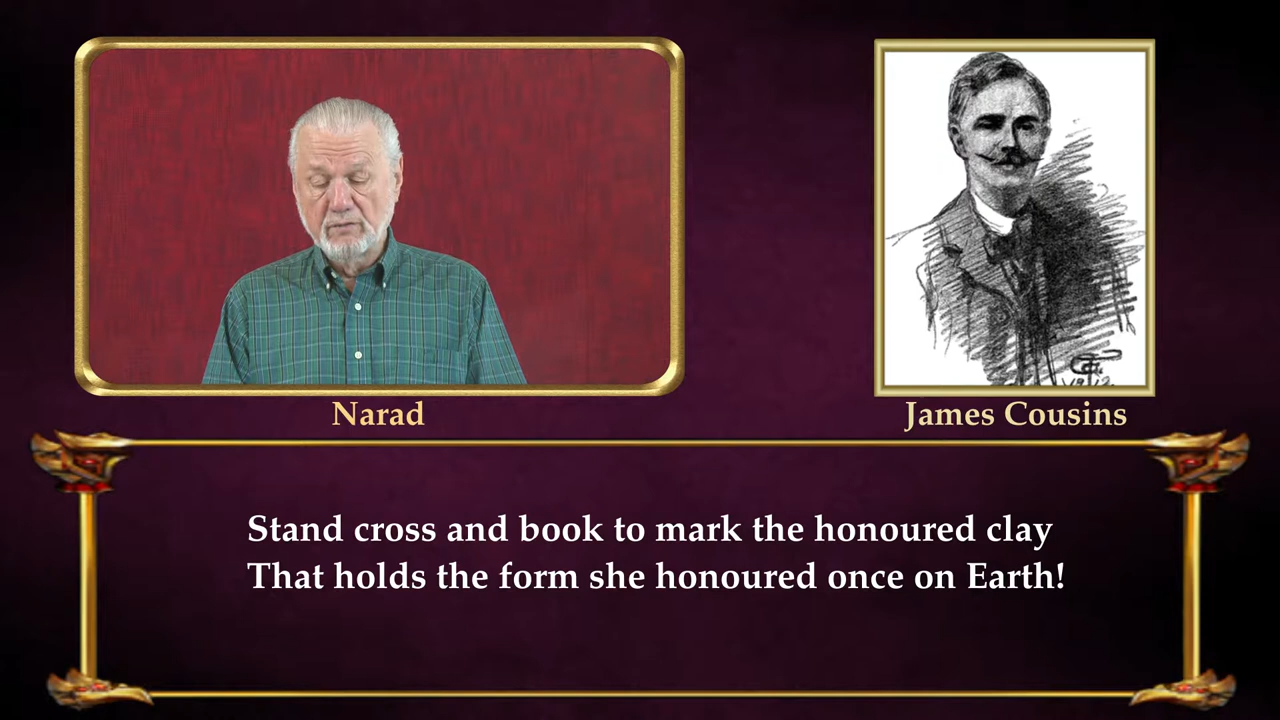 Narad
James Cousins
Stand cross and book to mark the honoured clay
That holds the form she honoured once on Earth!